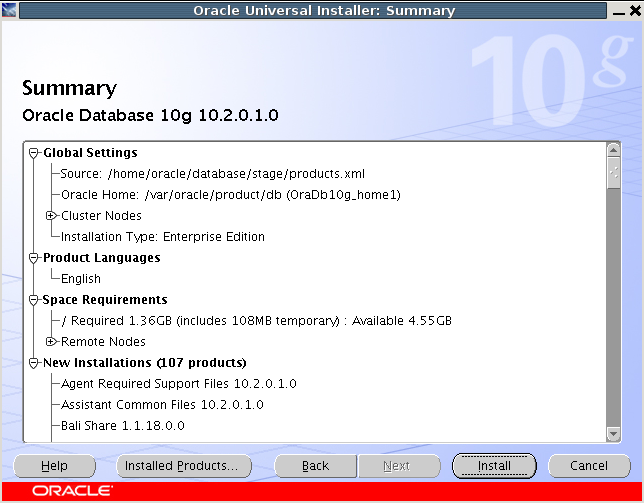 Oracle Universal Installer: Summary
10g
Summary
Oracle Database 10g 10.2.0.1.0
Global Settings
Source: /home/oracle/database/stage/products.xml
Oracle Home: /var/oracle/product/db (OraDb10g_home1)
Cluster Nodes
Installation Type: Enterprise Edition
Product Languages
English
Space Requirements
/ Required 1.36GB (includes 108MB temporary) : Available 4.55GB
Remote Nodes
New Installations (107 products)
Agent Required Support Files 10.2.0.1.0
Assistant Common Files 10.2.0.1.0
Bali Share 1.1.18.0.0
Help Installed Products... Back Next Install Cancel
ORACLE